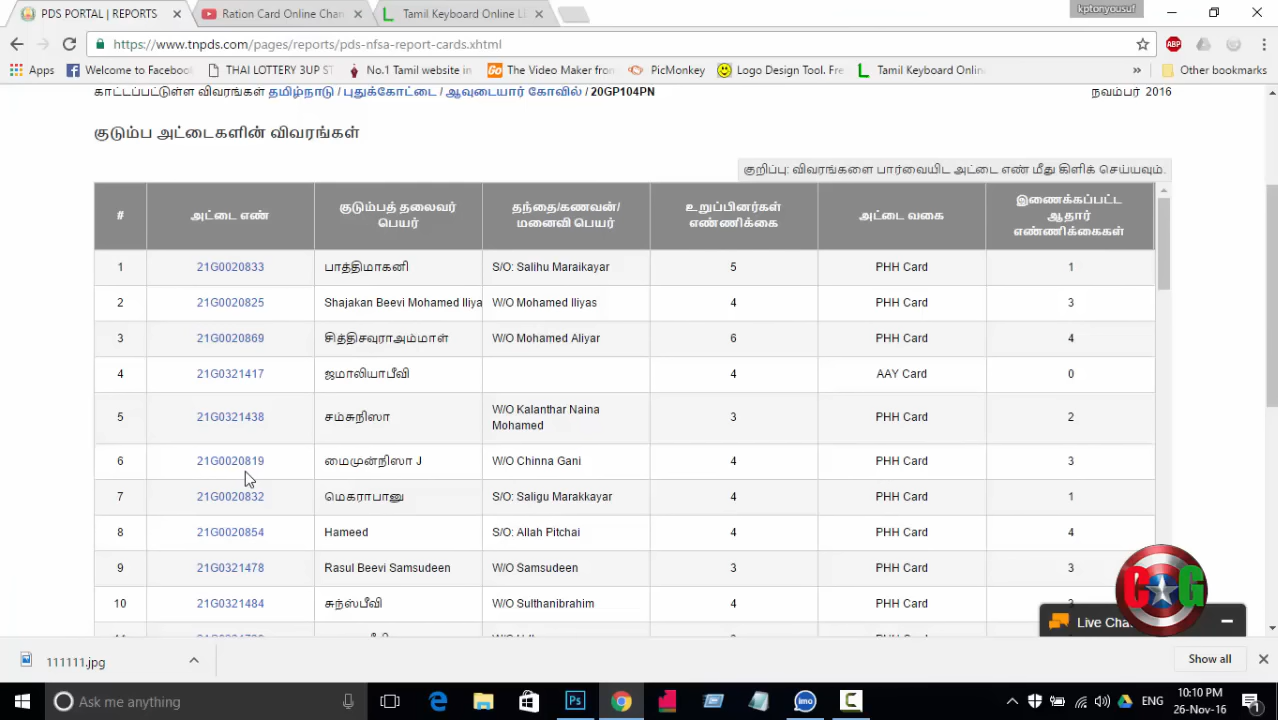 PDS PORTAL | REPORTS
Ration Card Online Chan
Tamil Keyboard Online Li
kptonyousuf
https://www.tnpds.com/pages/reports/pds-nfsa-report-cards.xhtml
ABP
Apps Welcome to Facebook THAI LOTTERY 3UP ST No.1 Tamil website Go The Video Maker from PicMonkey Logo Design Tool. Fre Tamil Keyboard Onlin » Other bookmarks
காட்டப்பட்டுள்ள விவரங்கள் தமிழ்நாடு / புதுக்கோட்டை / ஆவுடையார் கோவில் / 20GP104PN நவம்பர் 2016
குடும்ப அட்டைகளின் விவரங்கள்
குறிப்பு: விவரங்களை பார்வையிட அட்டை எண் மீது கிளிக் செய்யவும்.
# அட்டை எண் குடும்பத் தலைவர் பெயர் தந்தை/கணவன்/ மனைவி பெயர் உறுப்பினர்கள் எண்ணிக்கை அட்டை வகை இணைக்கப்பட்ட ஆதார் எண்ணிக்கைகள்
1 21G0020833 பாத்திமாகனி S/O: Salihu Maraikayar 5 PHH Card 1
2 21G0020825 Shajakan Beevi Mohamed Iliya W/O Mohamed Iliyas 4 PHH Card 3
3 21G0020869 சித்திசவுராஅம்மாள் W/O Mohamed Aliyar 6 PHH Card 4
4 21G0321417 ஜமாலியாபீவி 4 AAY Card 0
5 21G0321438 சம்சுநிஸா W/O Kalanthar Naina Mohamed 3 PHH Card 2
6 21G0020819 மைமுன்நிஸா J W/O Chinna Gani 4 PHH Card 3
7 21G0020832 மெகராபானு S/O: Saligu Marakkayar 4 PHH Card 1
8 21G0020854 Hameed S/O: Allah Pitchai 4 PHH Card 4
9 21G0321478 Rasul Beevi Samsudeen W/O Samsudeen 3 PHH Card 3
10 21G0321484 சுந்ஸ்பீவி W/O Sulthanibrahim 4 PHH Card 3
C G
Live Cha
111111.jpg
Show all
Ask me anything
imo
ENG
10:10 PM
26-Nov-16
1